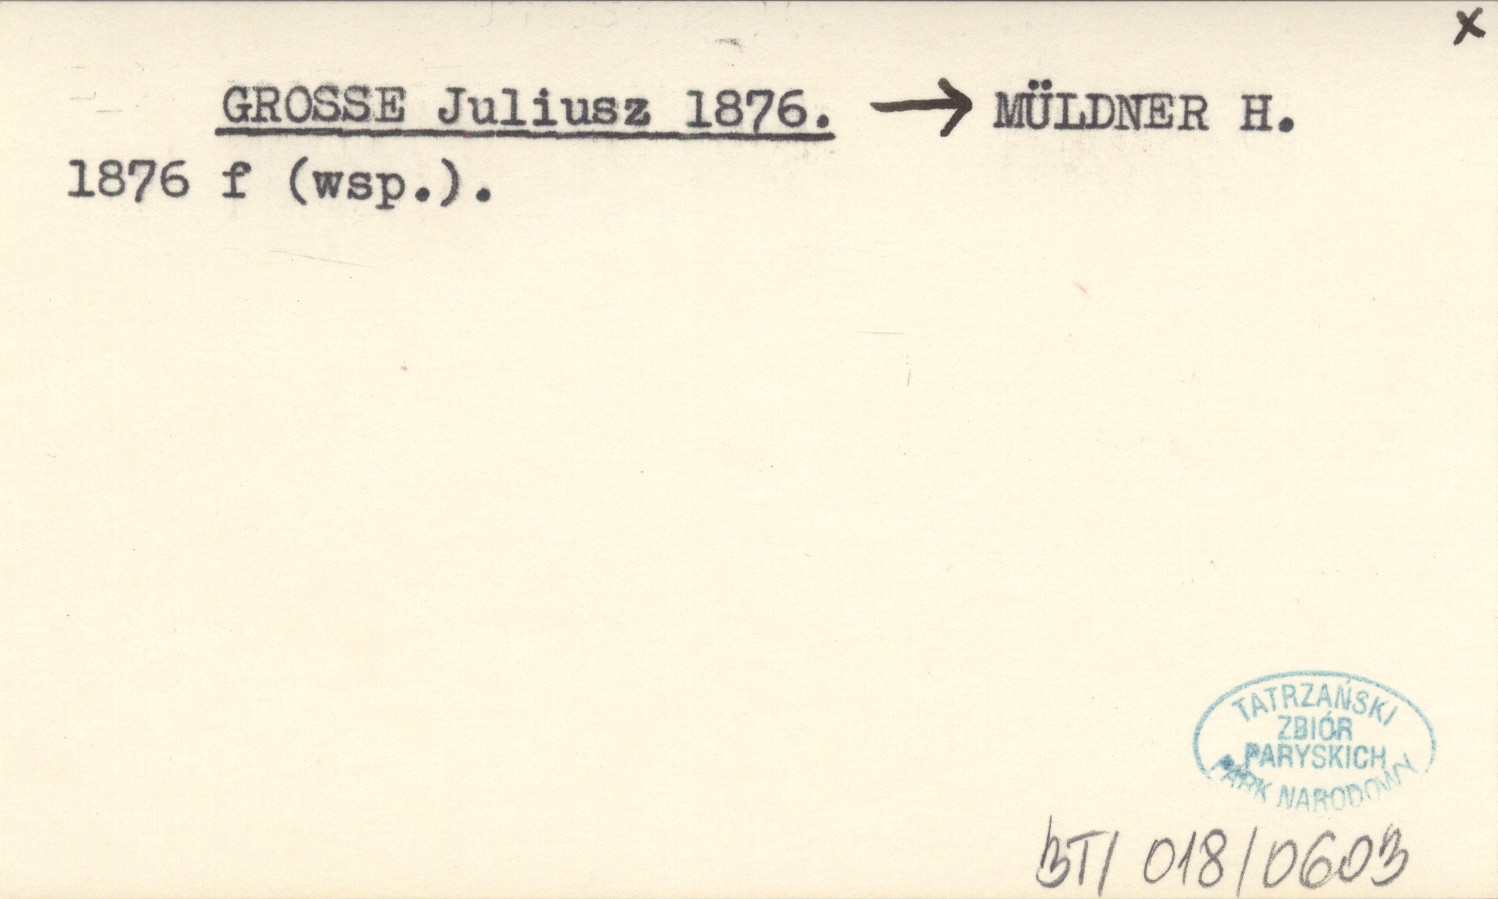 x
GROSSE Juliusz 1876. → MÜLDNER H.
1876 f (wsp.).
TATRZAŃSKI
ZBIÓR
PARYSKICH
PARK NARODOWY
BT/ 018/0603